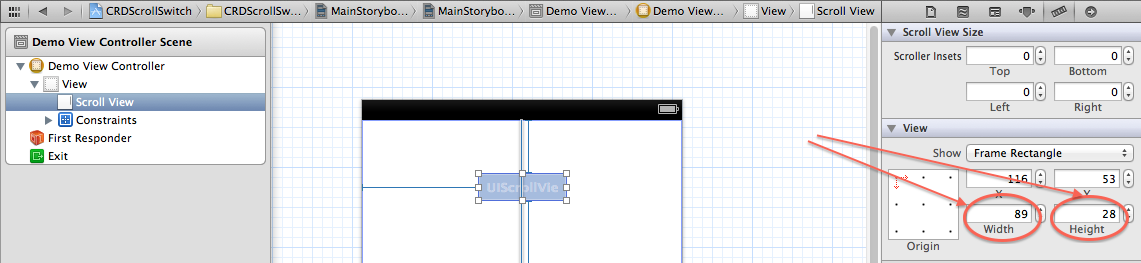 CRDScrollSwitch CRDScrollSw... MainStorybo... MainStorybo... Demo View... Demo View... View Scroll View
Demo View Controller Scene
Demo View Controller
View
Scroll View
Constraints
First Responder
Exit
UIScrollVie
Scroll View Size
Scroller Insets 0 0
Top Bottom
0 0
Left Right
View
Show Frame Rectangle
116 53
X Y
89 28
Width Height
Origin